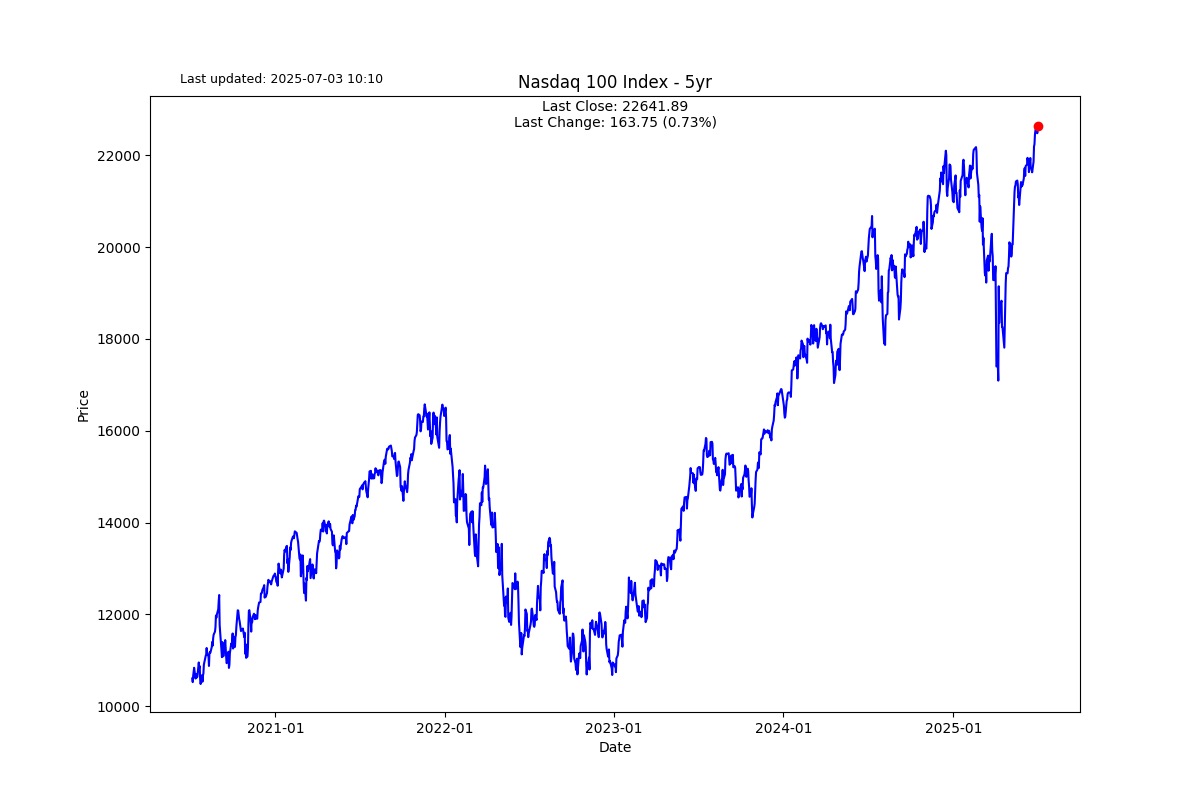 Last updated: 2025-07-03 10:10
Nasdaq 100 Index - 5yr
Last Close: 22641.89
Last Change: 163.75 (0.73%)
22000
20000
18000
16000
14000
12000
10000
Price
2021-01 2022-01 2023-01 2024-01 2025-01
Date